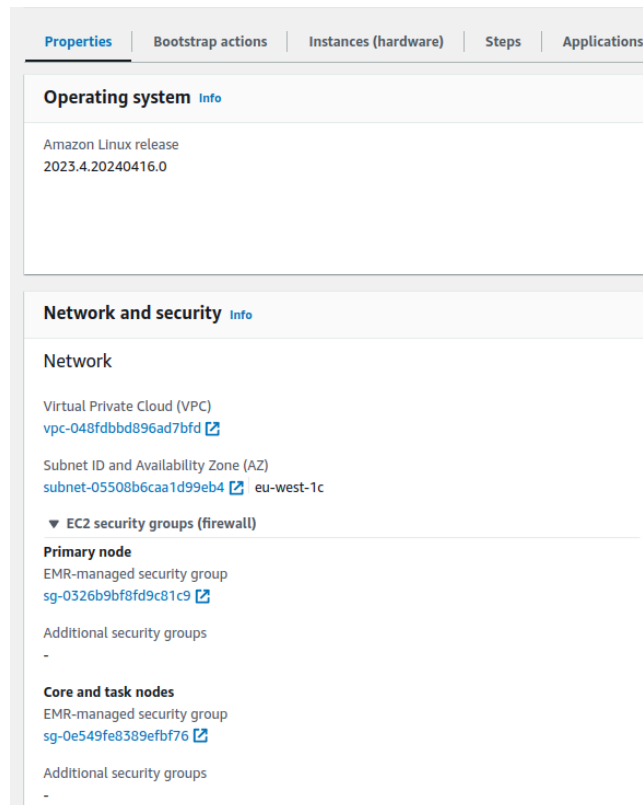 Properties Bootstrap actions Instances (hardware) Steps Applications
Operating system Info
Amazon Linux release
2023.4.20240416.0
Network and security Info
Network
Virtual Private Cloud (VPC)
vpc-048fdbbd896ad7bfd
Subnet ID and Availability Zone (AZ)
subnet-05508b6caa1d99eb4 eu-west-1c
EC2 security groups (firewall)
Primary node
EMR-managed security group
sg-0326b9bf8fd9c81c9
Additional security groups
-
Core and task nodes
EMR-managed security group
sg-0e549fe8389efbf76
Additional security groups
-